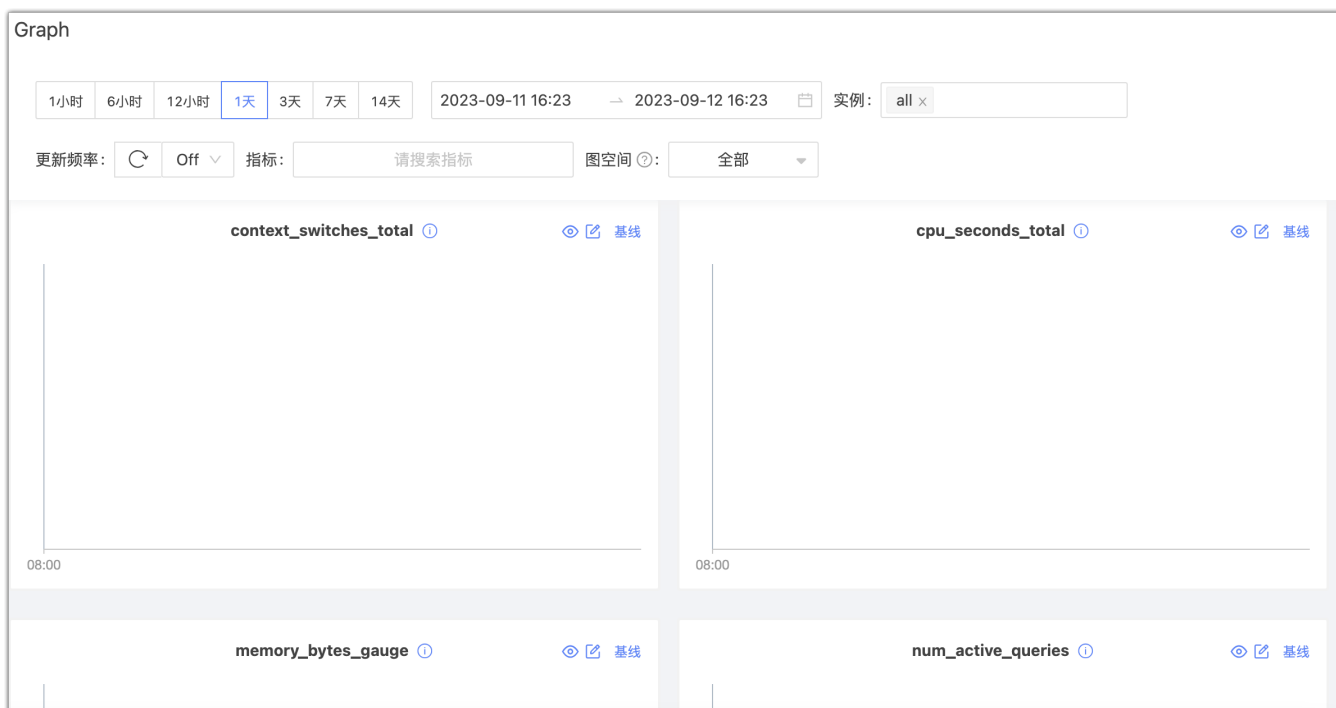 Graph
1小时 6小时 12小时 1天 3天 7天 14天 2023-09-11 16:23 → 2023-09-12 16:23 实例: all ×
更新频率: Off 指标: 请搜索指标 图空间 ? : 全部
context_switches_total 基线 cpu_seconds_total 基线
08:00 08:00
memory_bytes_gauge 基线 num_active_queries 基线